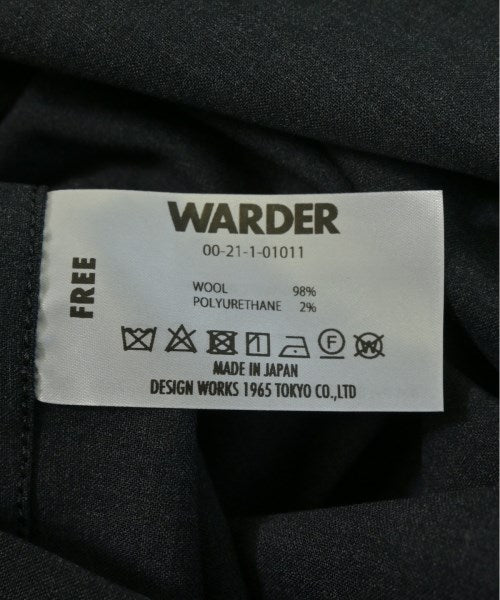 WARDER
00-21-1-01011
FREE
WOOL 98%
POLYURETHANE 2%
F W
MADE IN JAPAN
DESIGN WORKS 1965 TOKYO CO.,LTD